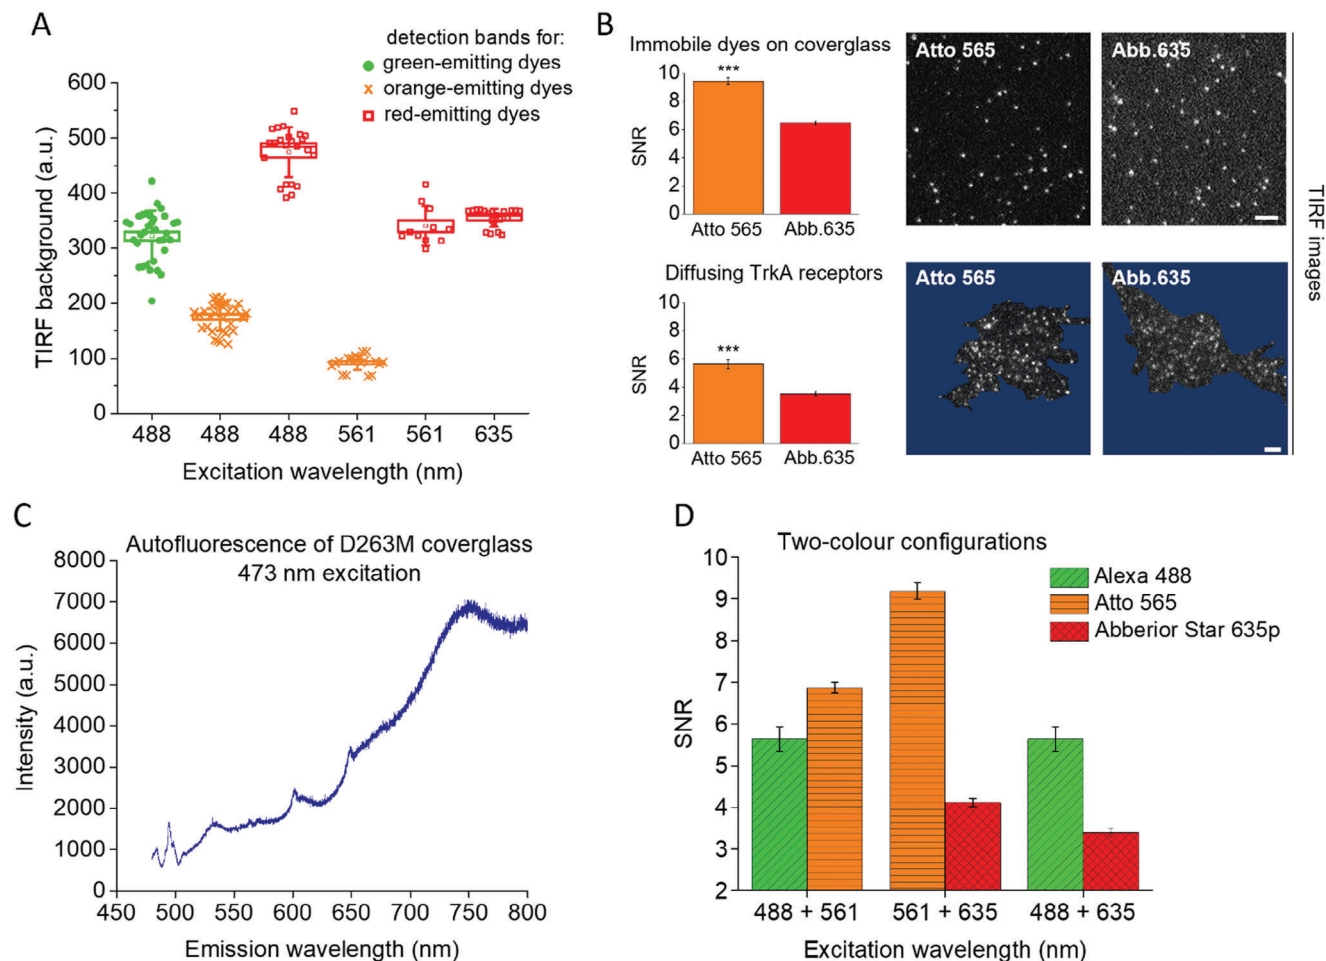 A
detection bands for:
green-emitting dyes
orange-emitting dyes
red-emitting dyes
TIRF background (a.u.)
600
500
400
300
200
100
0
488
488
488
561
561
635
Excitation wavelength (nm)
B
Immobile dyes on coverglass
SNR
10
8
6
4
2
0
***
Atto 565
Abb.635
Atto 565
Abb.635
Diffusing TrkA receptors
SNR
10
8
6
4
2
0
***
Atto 565
Abb.635
Atto 565
Abb.635
TIRF images
C
Autofluorescence of D263M coverglass
473 nm excitation
Intensity (a.u.)
8000
7000
6000
5000
4000
3000
2000
1000
0
450
500
550
600
650
700
750
800
Emission wavelength (nm)
D
Two-colour configurations
Alexa 488
Atto 565
Abberior Star 635p
SNR
10
9
8
7
6
5
4
3
2
488 + 561
561 + 635
488 + 635
Excitation wavelength (nm)